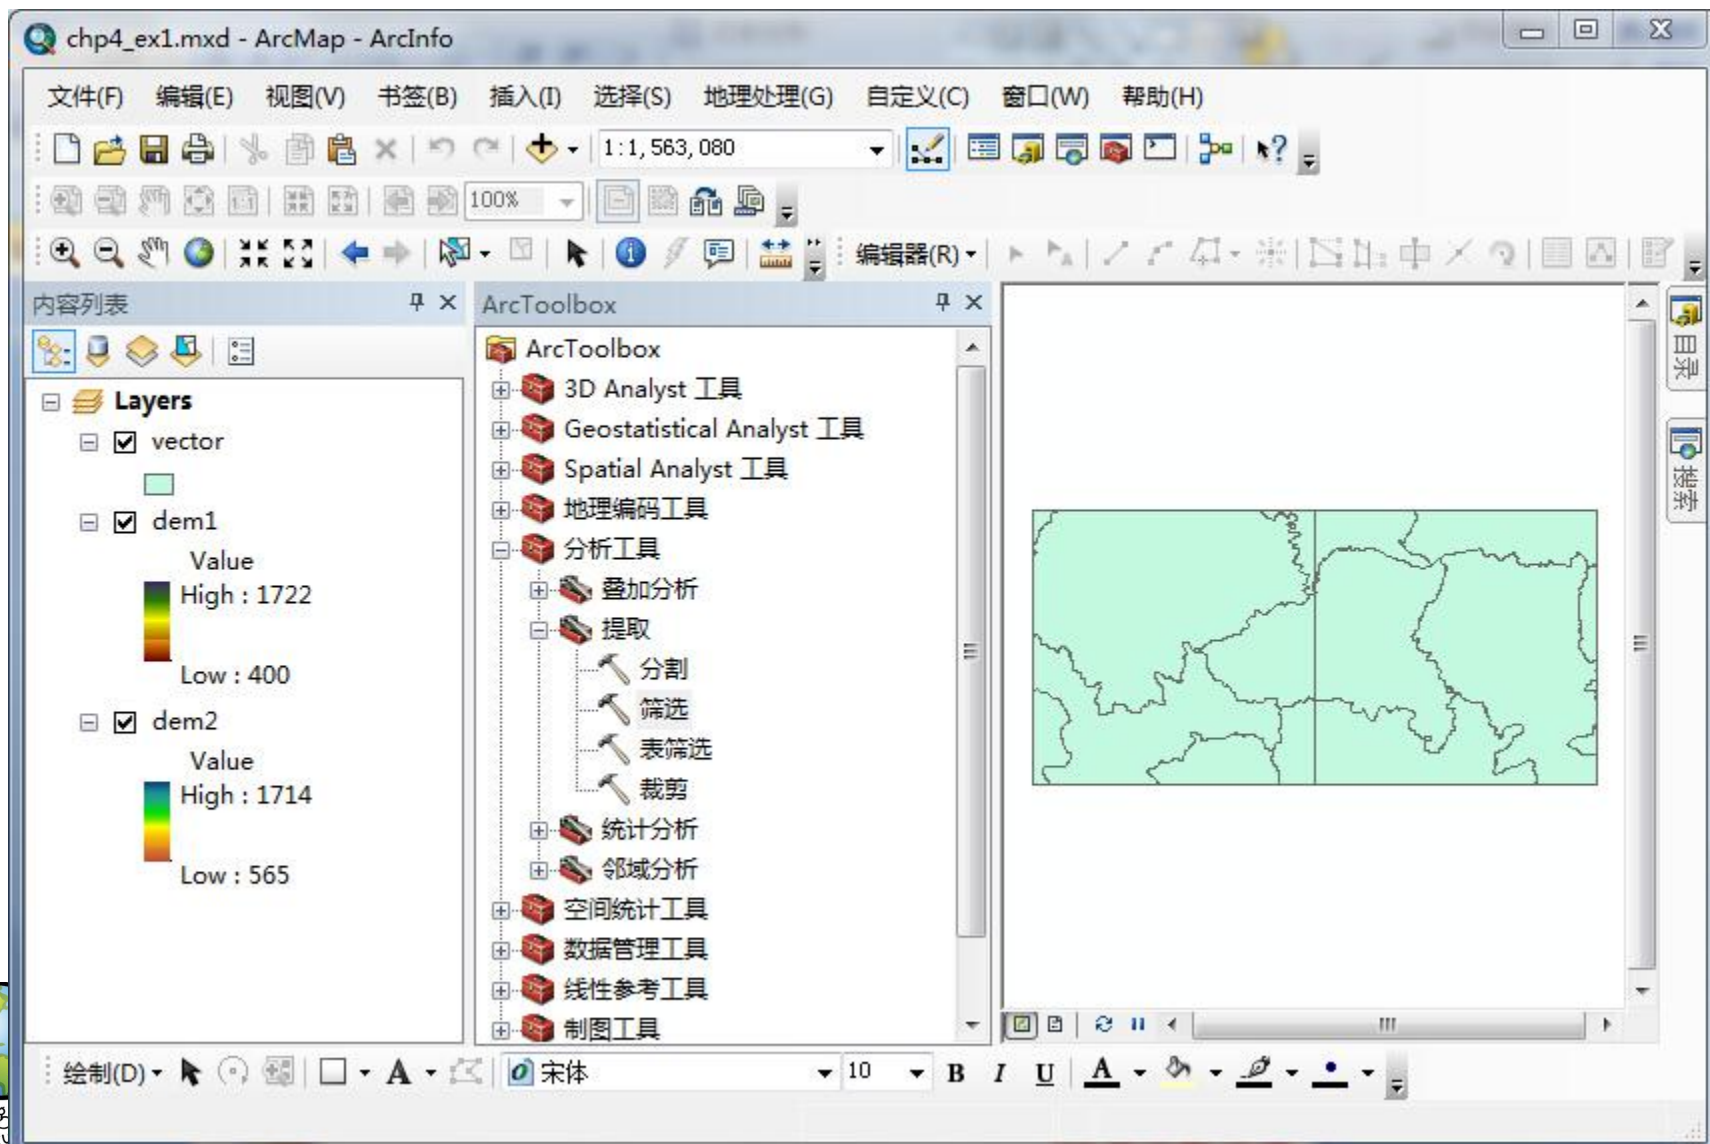 chp4_ex1.mxd - ArcMap - ArcInfo
文件(F) 编辑(E) 视图(V) 书签(B) 插入(I) 选择(S) 地理处理(G) 自定义(C) 窗口(W) 帮助(H)
1:1,563,080
1:1 100%
编辑器(R)
内容列表
Layers
vector
dem1
Value
High : 1722
Low : 400
dem2
Value
High : 1714
Low : 565
ArcToolbox
ArcToolbox
3D Analyst 工具
Geostatistical Analyst 工具
Spatial Analyst 工具
地理编码工具
分析工具
叠加分析
提取
分割
筛选
表筛选
裁剪
统计分析
邻域分析
空间统计工具
数据管理工具
线性参考工具
制图工具
目录
搜索
绘制(D) A 宋体 10 B I U A